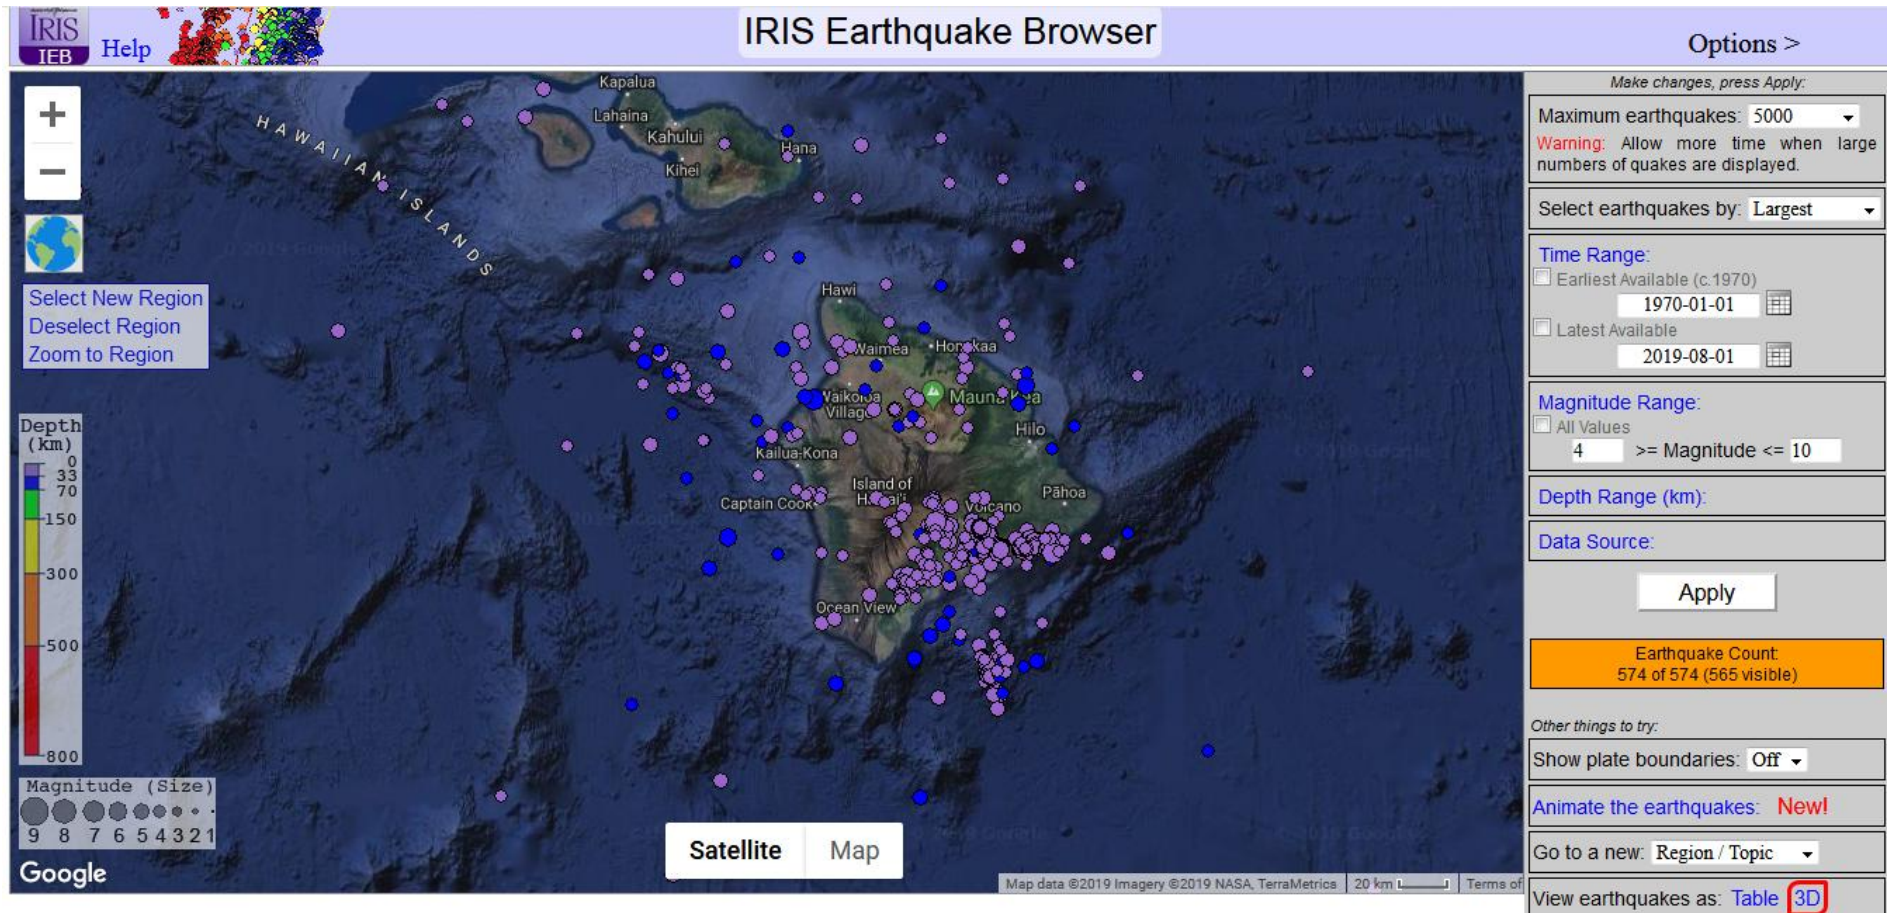 IRIS
IEB
Help
IRIS Earthquake Browser
Options >
Make changes, press Apply:
Maximum earthquakes: 5000
Warning: Allow more time when large
numbers of quakes are displayed.
Select earthquakes by: Largest
Time Range:
Earliest Available (c.1970)
1970-01-01
Latest Available
2019-08-01
Magnitude Range:
All Values
4 >= Magnitude <= 10
Depth Range (km):
Data Source:
Apply
Earthquake Count:
574 of 574 (565 visible)
Other things to try:
Show plate boundaries: Off
Animate the earthquakes: New!
Go to a new: Region / Topic
View earthquakes as: Table 3D
+
−
Select New Region
Deselect Region
Zoom to Region
HAWAIIAN ISLANDS
Kapalua
Lahaina
Kahului
Kihei
Hana
Hawi
Waimea
Mauna Kea
Hilo
Kailua-Kona
Captain Cook
Island of
Volcano
Pāhoa
Ocean View
Depth
(km)
0
33
70
150
300
500
800
Magnitude (Size)
9 8 7 6 5 4 3 2 1
Google
Satellite
Map
Map data ©2019 Imagery ©2019 NASA, TerraMetrics
20 km
Terms of